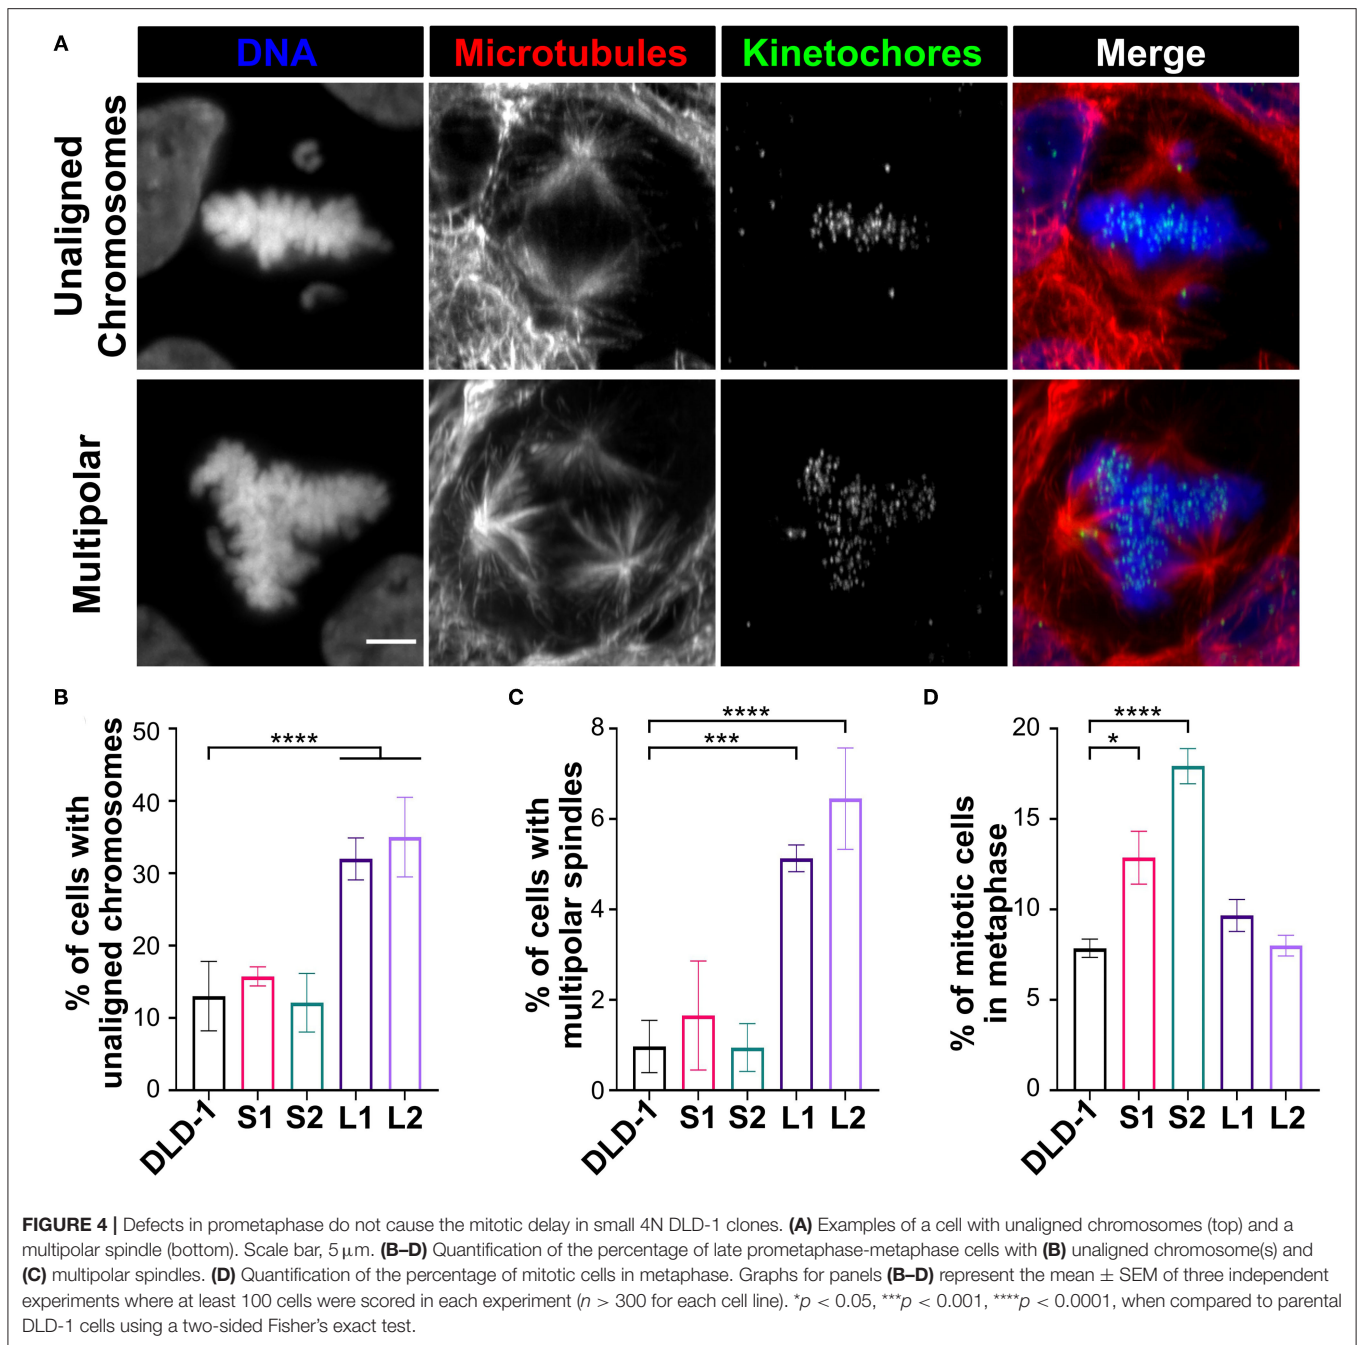 A
DNA
Microtubules
Kinetochores
Merge
Unaligned
Chromosomes
Multipolar
B
% of cells with
unaligned chromosomes
50
40
30
20
10
0
****
DLD-1
S1
S2
L1
L2
C
% of cells with
multipolar spindles
8
6
4
2
0
****
***
DLD-1
S1
S2
L1
L2
D
% of mitotic cells
in metaphase
20
15
10
5
0
****
*
DLD-1
S1
S2
L1
L2
FIGURE 4 | Defects in prometaphase do not cause the mitotic delay in small 4N DLD-1 clones. (A) Examples of a cell with unaligned chromosomes (top) and a
multipolar spindle (bottom). Scale bar, 5 μm. (B–D) Quantification of the percentage of late prometaphase-metaphase cells with (B) unaligned chromosome(s) and
(C) multipolar spindles. (D) Quantification of the percentage of mitotic cells in metaphase. Graphs for panels (B–D) represent the mean ± SEM of three independent
experiments where at least 100 cells were scored in each experiment (n > 300 for each cell line). *p < 0.05, ***p < 0.001, ****p < 0.0001, when compared to parental
DLD-1 cells using a two-sided Fisher's exact test.